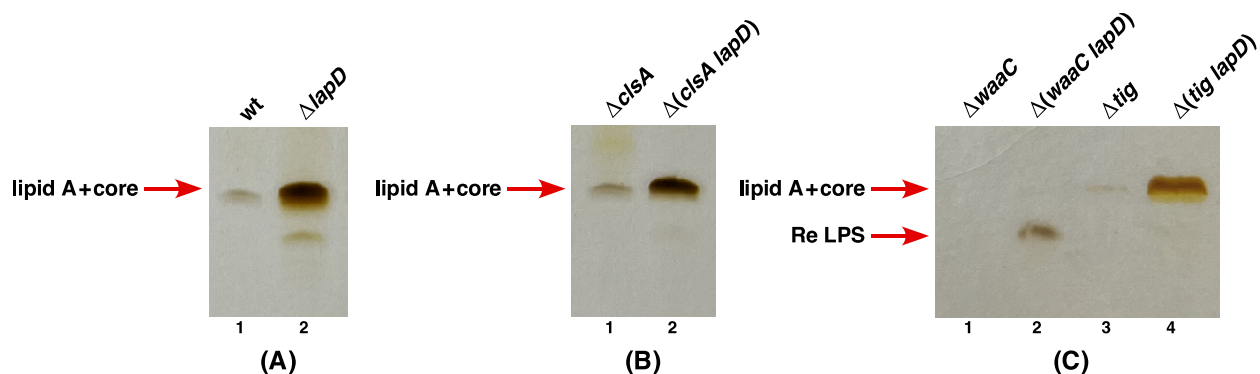 wt
ΔlapD
lipid A+core
1 2
(A)
ΔclsA
Δ(clsA lapD)
lipid A+core
1 2
(B)
ΔwaaC
Δ(waaC lapD)
Δtig
Δ(tig lapD)
lipid A+core
Re LPS
1 2 3 4
(C)